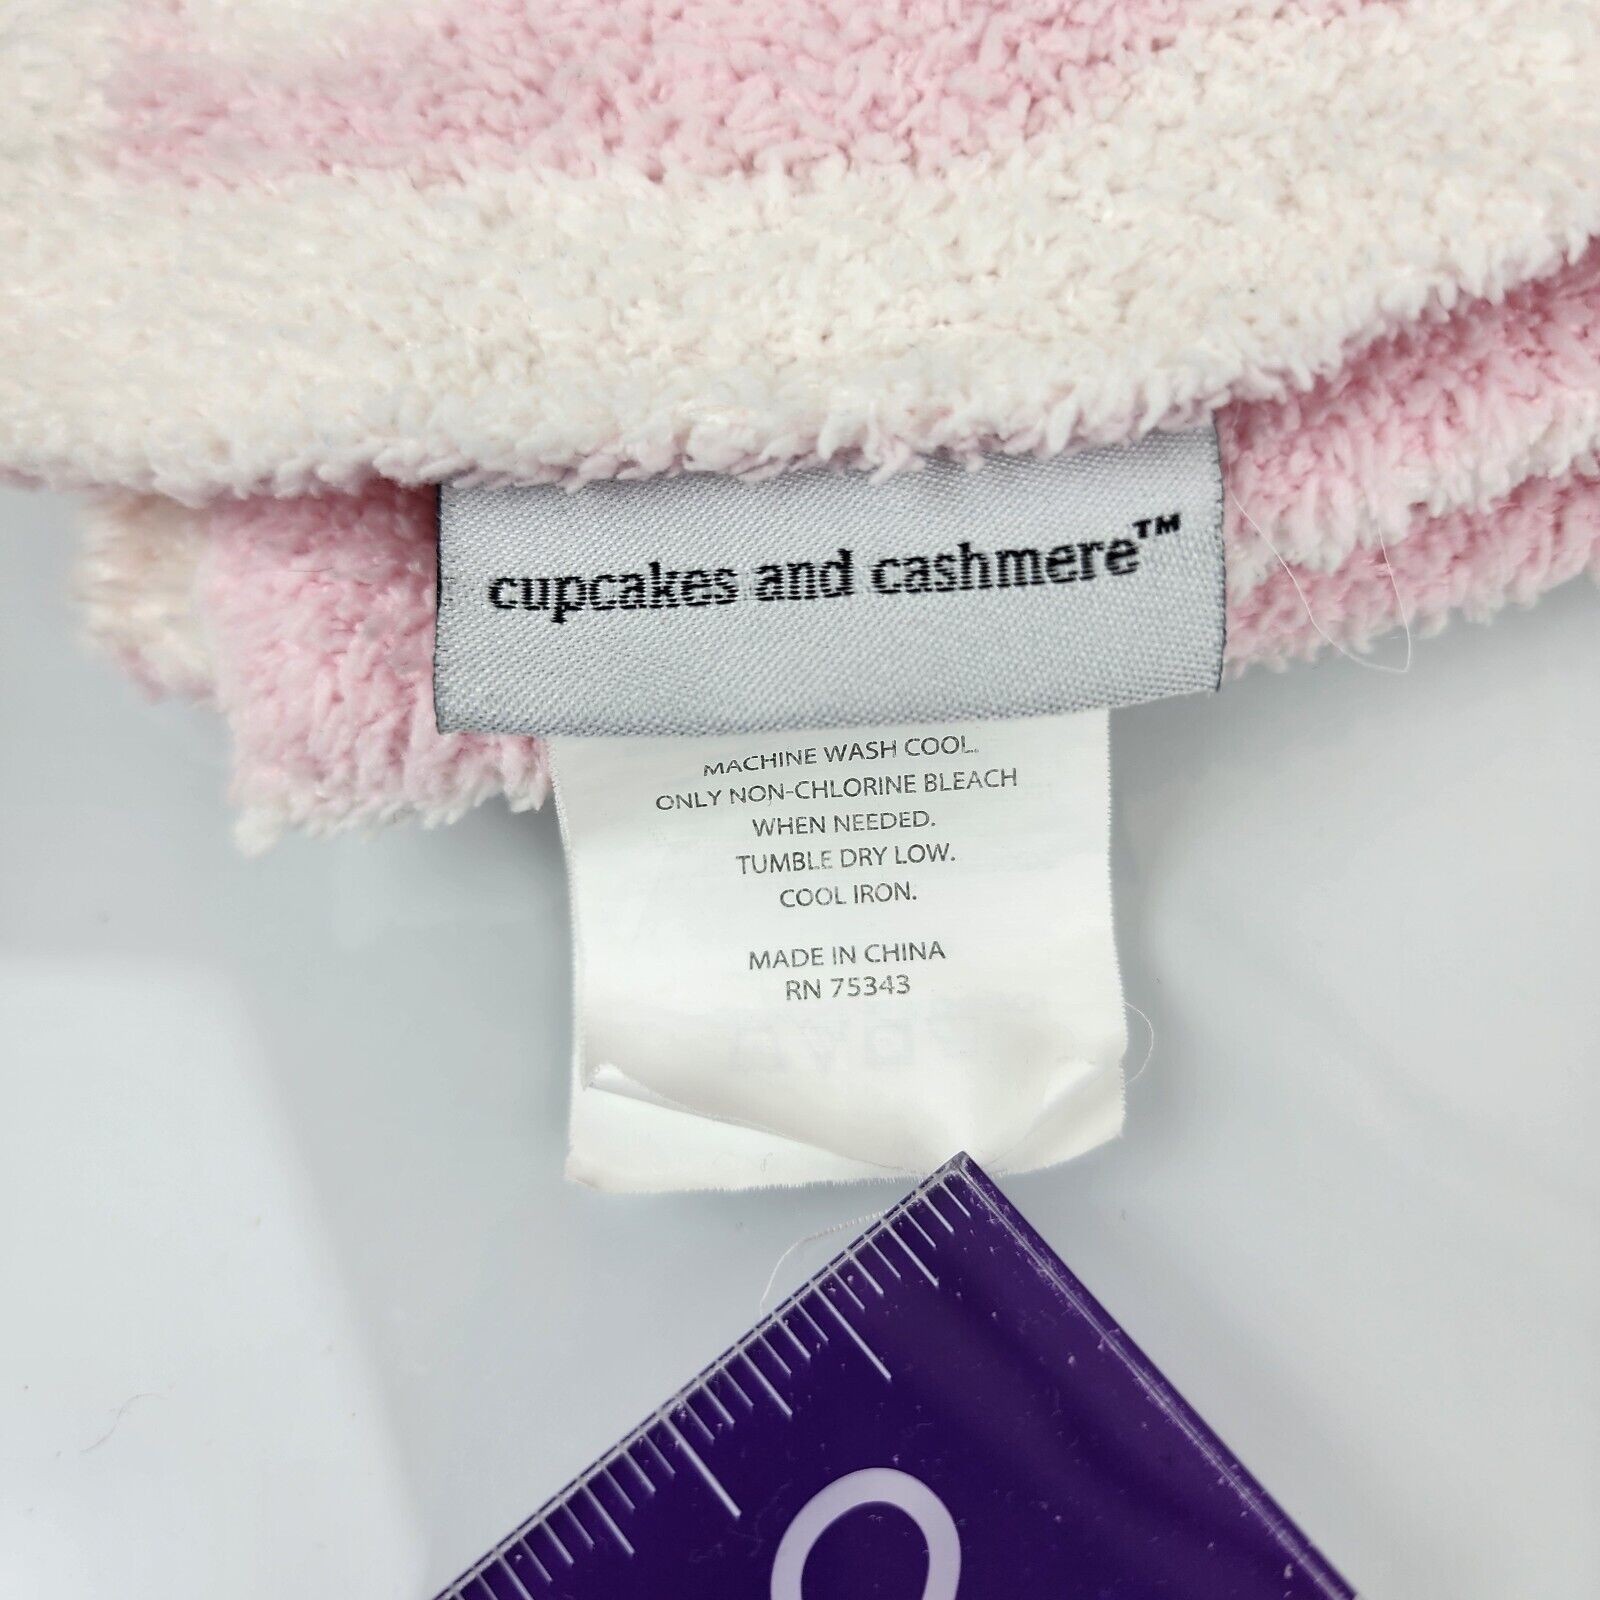 cupcakes and cashmere™
MACHINE WASH COOL.
ONLY NON-CHLORINE BLEACH
WHEN NEEDED.
TUMBLE DRY LOW.
COOL IRON.
MADE IN CHINA
RN 75343